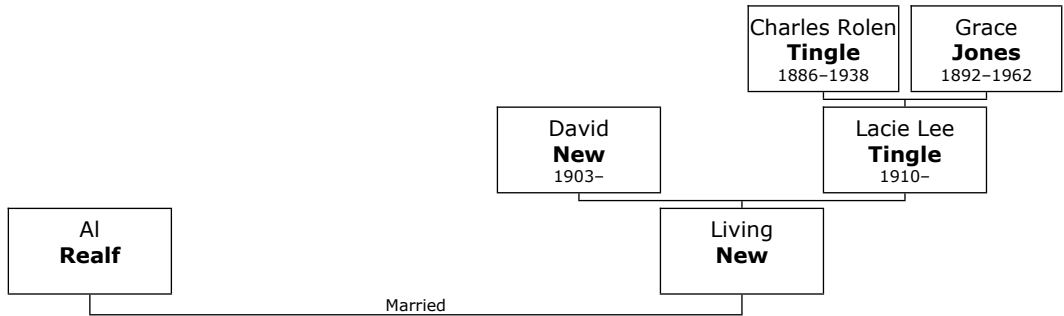 Charles Rolen
Tingle
1886–1938
Grace
Jones
1892–1962
David
New
1903–
Lacie Lee
Tingle
1910–
Al
Realf
Living
New
Married